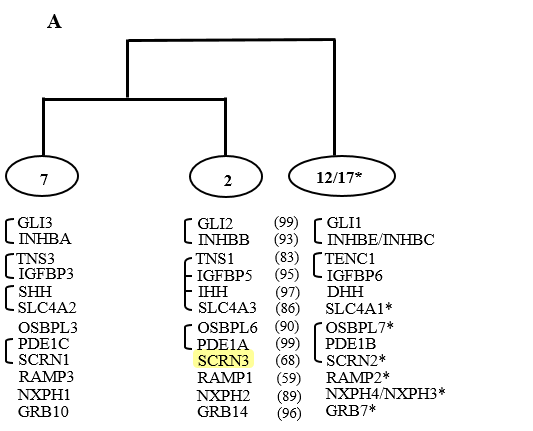 A
7 2 12/17*
GLI3 GLI2 (99) GLI1
INHBA INHBB (93) INHBE/INHBC
TNS3 TNS1 (83) TENC1
IGFBP3 IGFBP5 (95) IGFBP6
SHH IHH (97) DHH
SLC4A2 SLC4A3 (86) SLC4A1*
OSBPL3 OSBPL6 (90) OSBPL7*
PDE1C PDE1A (99) PDE1B
SCRN1 SCRN3 (68) SCRN2*
RAMP3 RAMP1 (59) RAMP2*
NXPH1 NXPH2 (89) NXPH4/NXPH3*
GRB10 GRB14 (96) GRB7*